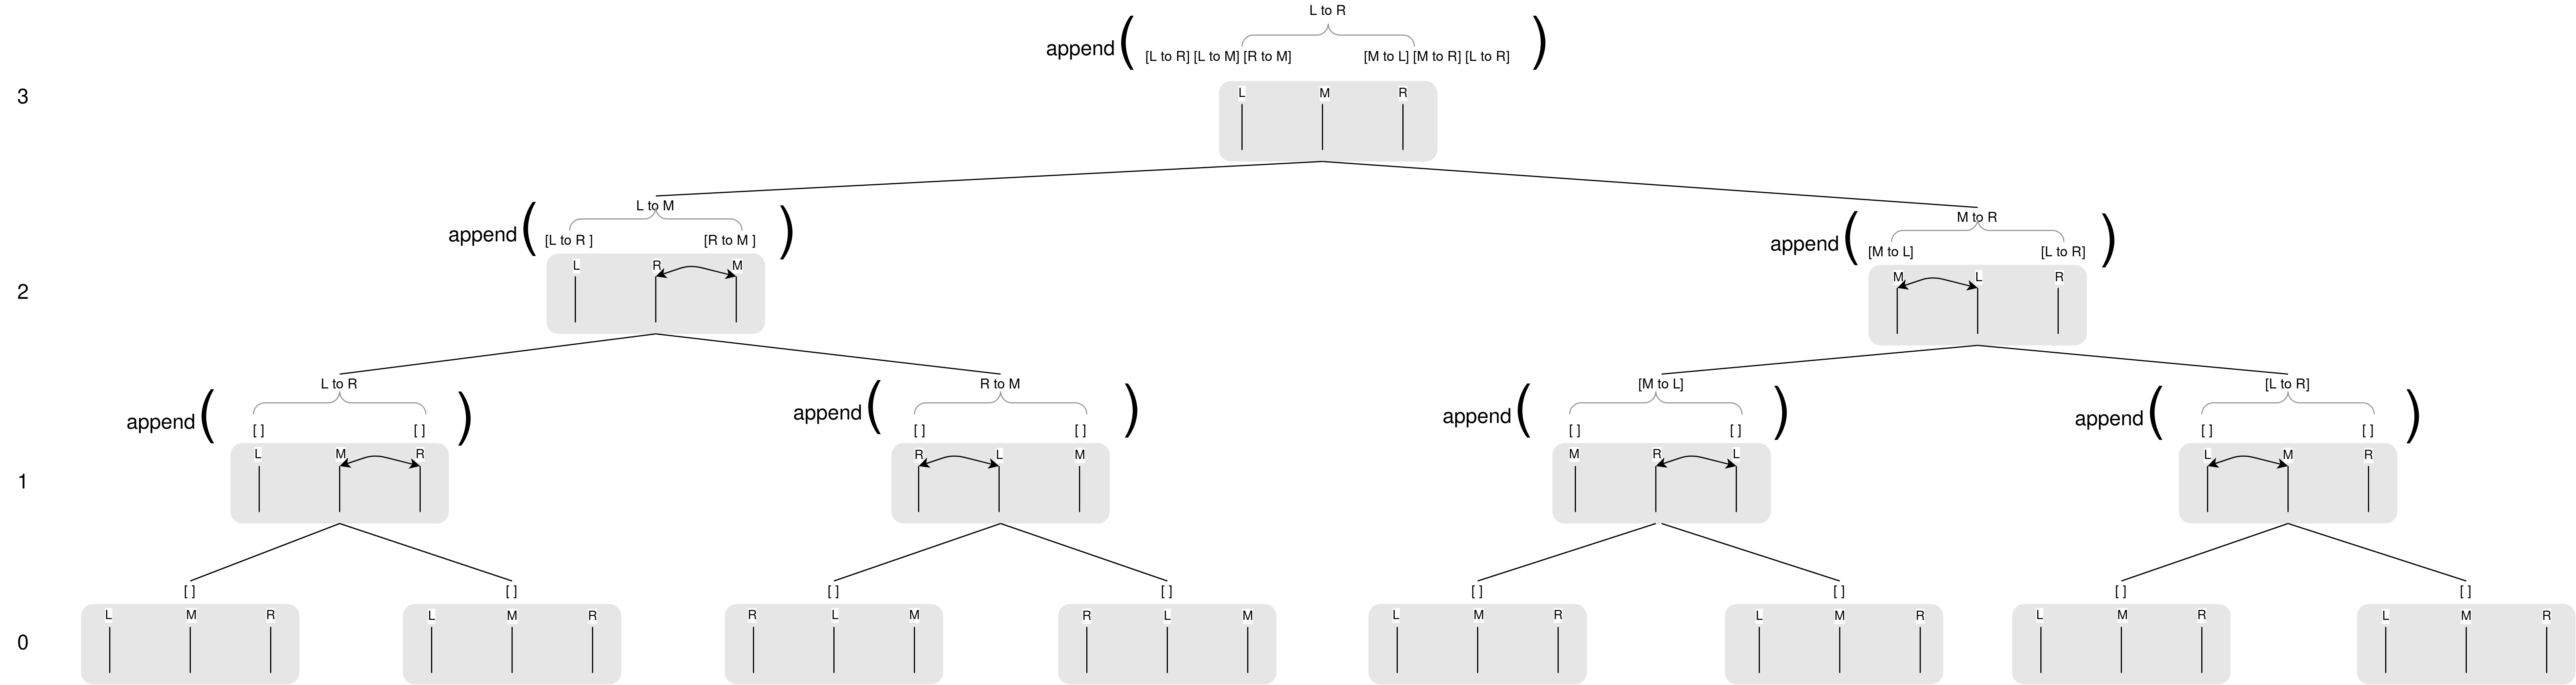 L to R
append ( [L to R] [L to M] [R to M] [M to L] [M to R] [L to R] )
3
L M R
L to M
append ( [L to R ] [R to M ] )
M to R
append ( [M to L] [L to R] )
2
L R M
M L R
L to R
append ( [ ] [ ] )
R to M
append ( [ ] [ ] )
[M to L]
append ( [ ] [ ] )
[L to R]
append ( [ ] [ ] )
1
L M R
R L M
M R L
L M R
[ ] [ ] [ ] [ ] [ ] [ ] [ ] [ ]
0
L M R
L M R
R L M
R L M
L M R
L M R
L M R
L M R